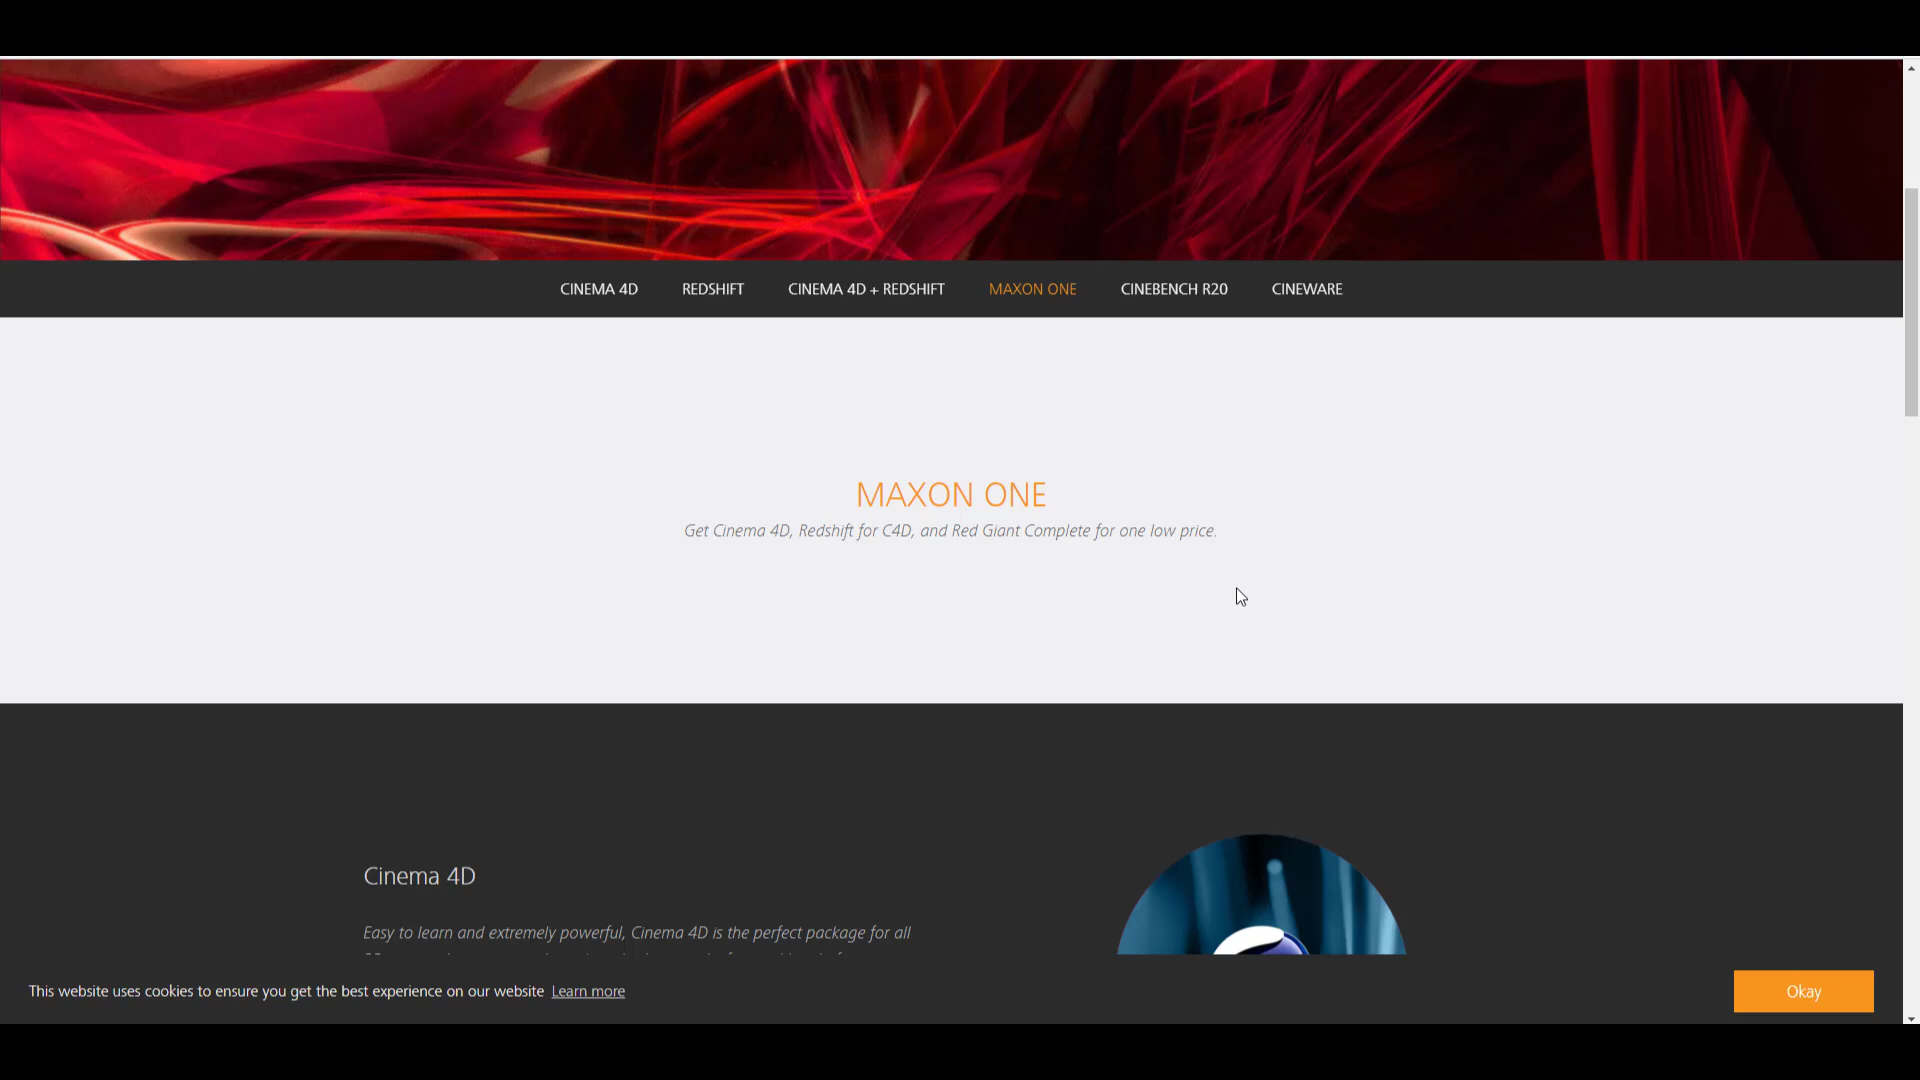 CINEMA 4D REDSHIFT CINEMA 4D + REDSHIFT MAXON ONE CINEBENCH R20 CINEWARE
MAXON ONE
Get Cinema 4D, Redshift for C4D, and Red Giant Complete for one low price.
Cinema 4D
Easy to learn and extremely powerful, Cinema 4D is the perfect package for all
This website uses cookies to ensure you get the best experience on our website Learn more
Okay